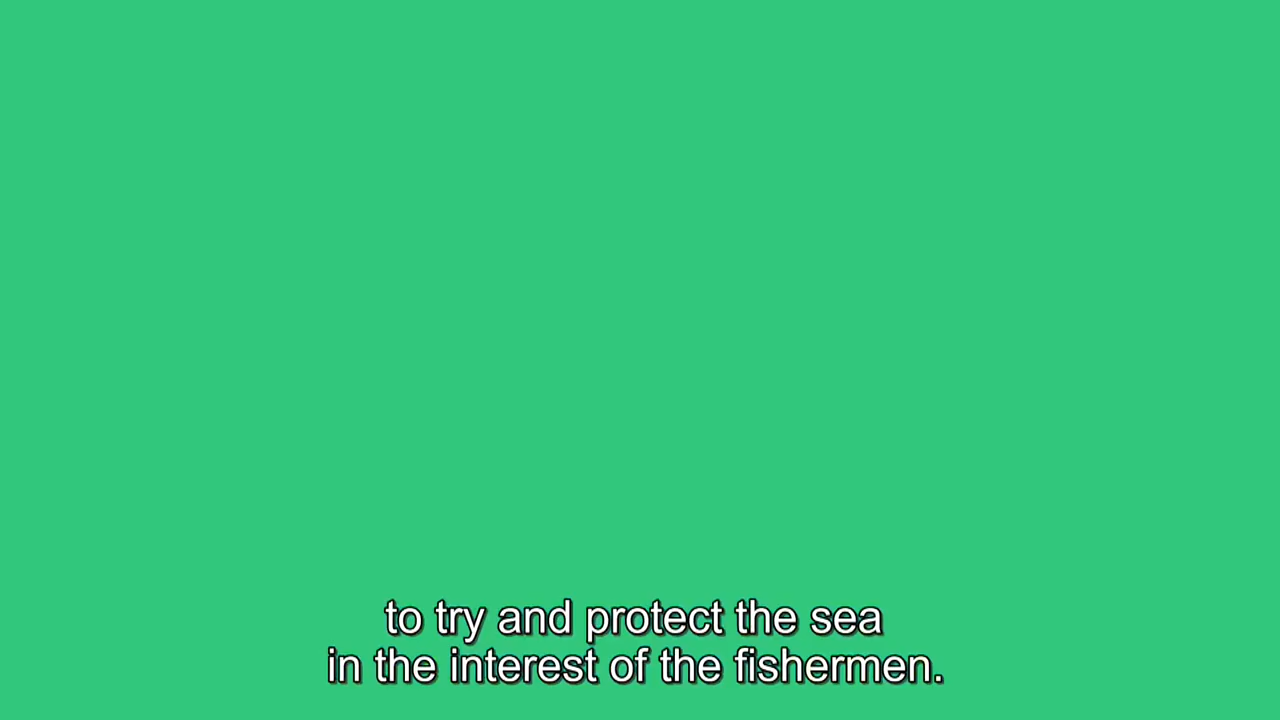 to try and protect the sea
in the interest of the fishermen.